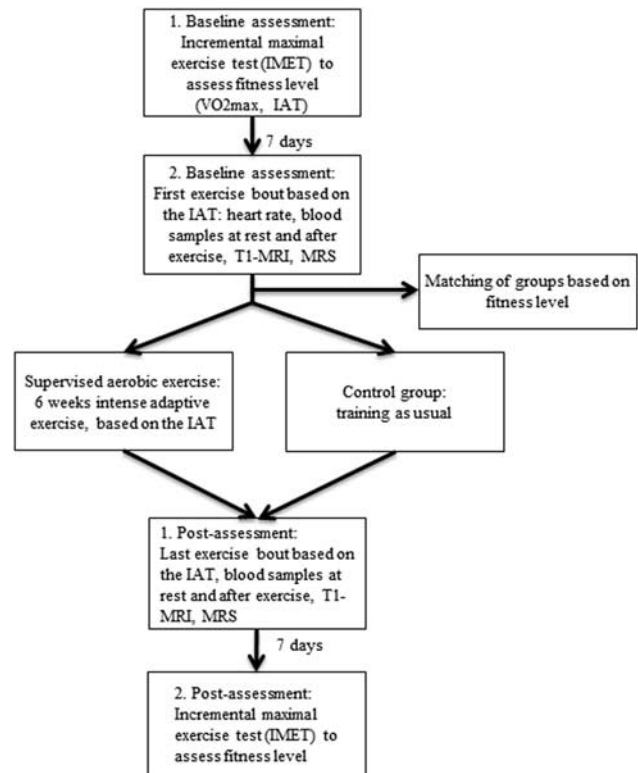 1. Baseline assessment:
Incremental maximal
exercise test (IMET) to
assess fitness level
(VO2max, IAT)
7 days
2. Baseline assessment:
First exercise bout based on
the IAT: heart rate, blood
samples at rest and after
exercise, T1-MRI, MRS
Matching of groups based on
fitness level
Supervised aerobic exercise:
6 weeks intense adaptive
exercise, based on the IAT
Control group:
training as usual
1. Post-assessment:
Last exercise bout based on
the IAT, blood samples at
rest and after exercise, T1-
MRI, MRS
7 days
2. Post-assessment:
Incremental maximal
exercise test (IMET) to
assess fitness level